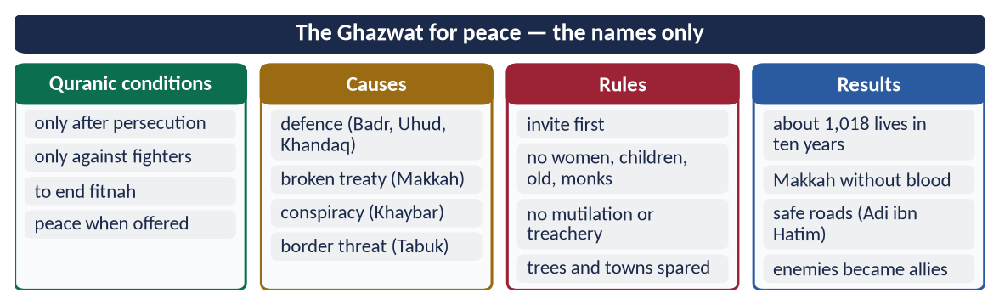 The Ghazwat for peace — the names only
Quranic conditions
only after persecution
only against fighters
to end fitnah
peace when offered
Causes
defence (Badr, Uhud,
Khandaq)
broken treaty (Makkah)
conspiracy (Khaybar)
border threat (Tabuk)
Rules
invite first
no women, children,
old, monks
no mutilation or
treachery
trees and towns spared
Results
about 1,018 lives in
ten years
Makkah without blood
safe roads (Adi ibn
Hatim)
enemies became allies